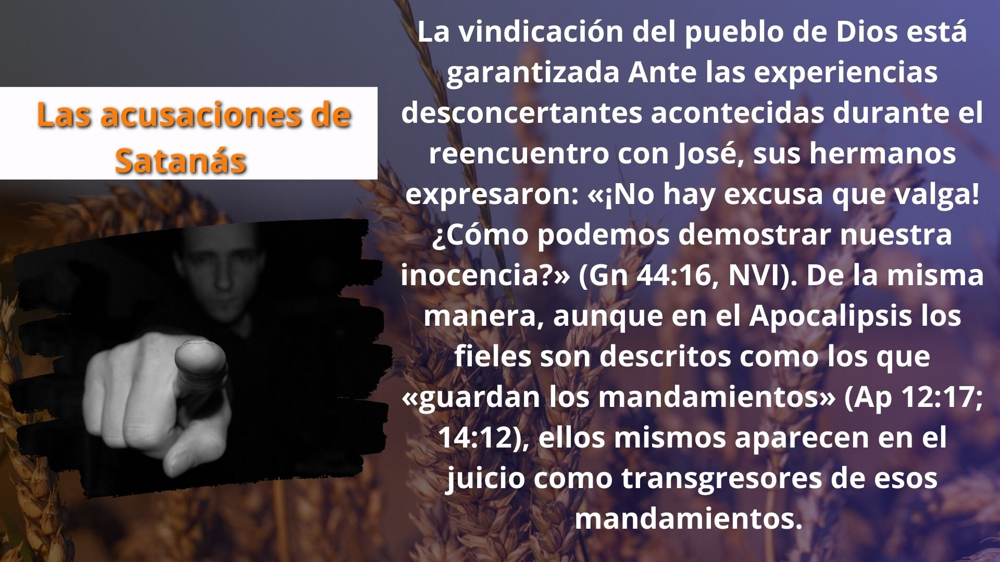 Las acusaciones de
Satanás
La vindicación del pueblo de Dios está
garantizada Ante las experiencias
desconcertantes acontecidas durante el
reencuentro con José, sus hermanos
expresaron: «¡No hay excusa que valga!
¿Cómo podemos demostrar nuestra
inocencia?» (Gn 44:16, NVI). De la misma
manera, aunque en el Apocalipsis los
fieles son descritos como los que
«guardan los mandamientos» (Ap 12:17;
14:12), ellos mismos aparecen en el
juicio como transgresores de esos
mandamientos.